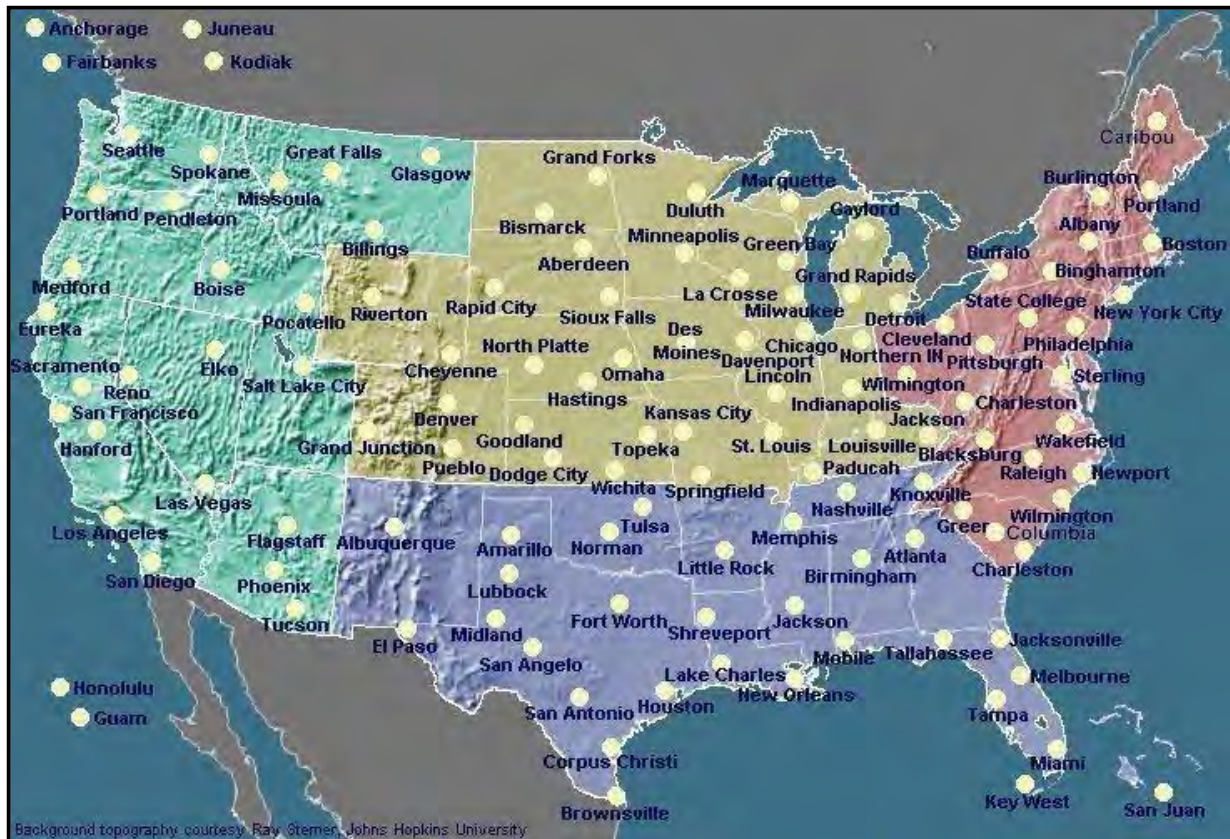 Anchorage
Juneau
Fairbanks
Kodiak
Caribou
Seattle
Spokane
Great Falls
Glasgow
Grand Forks
Marquette
Burlington
Portland
Pendleton
Missoula
Duluth
Gaylord
Portland
Billings
Bismarck
Minneapolis
Green Bay
Albany
Boston
Medford
Boise
Aberdeen
Grand Rapids
Buffalo
Binghamton
Eureka
Pocatello
Riverton
Rapid City
Sioux Falls
La Crosse
Milwaukee
Detroit
State College
New York City
Sacramento
Reno
Elko
Salt Lake City
Cheyenne
North Platte
Omaha
Des
Moines
Davenport
Chicago
Northern IN
Cleveland
Pittsburgh
Philadelphia
Lincoln
Wilmington
Sterling
San Francisco
Hanford
Denver
Hastings
Kansas City
Indianapolis
Jackson
Charleston
Grand Junction
Pueblo
Goodland
Topeka
St. Louis
Louisville
Blacksburg
Wakefield
Las Vegas
Dodge City
Wichita
Springfield
Paducah
Knoxville
Raleigh
Newport
Los Angeles
Flagstaff
Albuquerque
Amarillo
Norman
Tulsa
Memphis
Nashville
Greer
Wilmington
Columbia
San Diego
Phoenix
Lubbock
Little Rock
Birmingham
Atlanta
Charleston
Tucson
El Paso
Midland
Fort Worth
Shreveport
Jackson
San Angelo
Mobile
Tallahassee
Jacksonville
Honolulu
Guam
San Antonio
Houston
Lake Charles
New Orleans
Melbourne
Tampa
Corpus Christi
Miami
Brownsville
Key West
San Juan
Background topography courtesy Ray Sterner, Johns Hopkins University